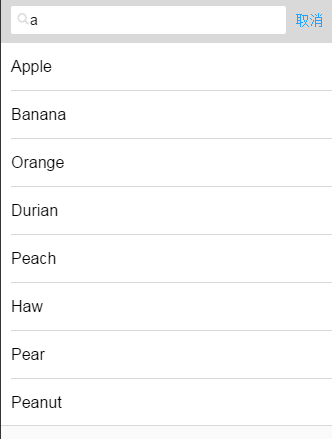 a 取消
Apple
Banana
Orange
Durian
Peach
Haw
Pear
Peanut